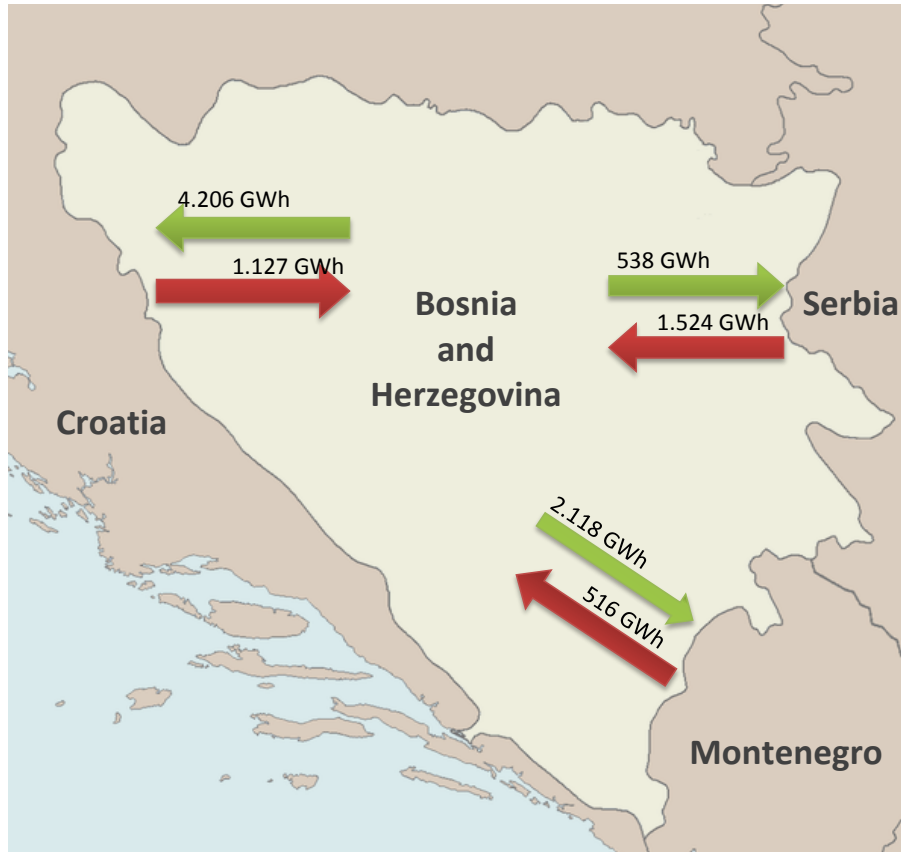 4.206 GWh
1.127 GWh
538 GWh
1.524 GWh
Bosnia
and
Herzegovina
Serbia
Croatia
2.118 GWh
516 GWh
Montenegro